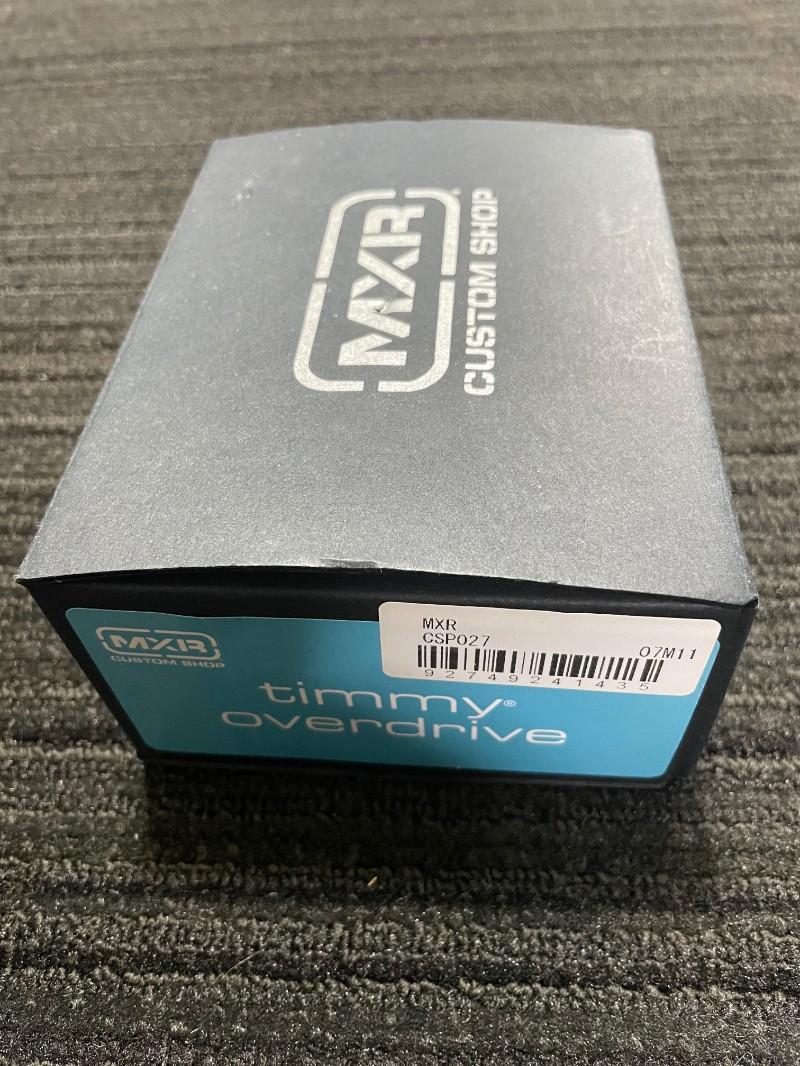 MXR
CUSTOM SHOP
MXR
CUSTOM SHOP
timmy®
overdrive
MXR
CSP027
07M11
92749241435